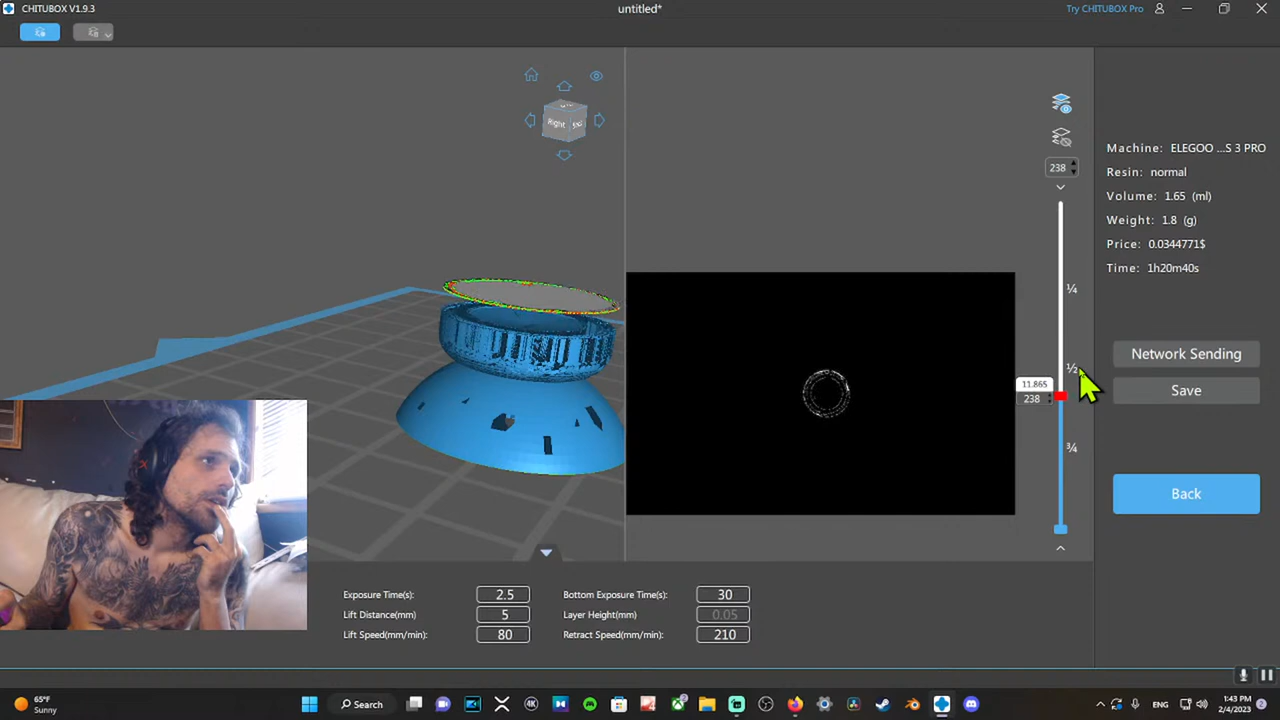 CHITUBOX V1.9.3
untitled*
Try CHITUBOX Pro
Right
238
Machine: ELEGOO ...S 3 PRO
Resin: normal
Volume: 1.65 (ml)
Weight: 1.8 (g)
Price: 0.0344771$
Time: 1h20m40s
¼
½
¾
11.865
238
Network Sending
Save
Back
Exposure Time(s): 2.5
Bottom Exposure Time(s): 30
Lift Distance(mm) 5
Layer Height(mm) 0.05
Lift Speed(mm/min): 80
Retract Speed(mm/min): 210
65°F
Sunny
Search
ENG
1:43 PM
2/4/2023